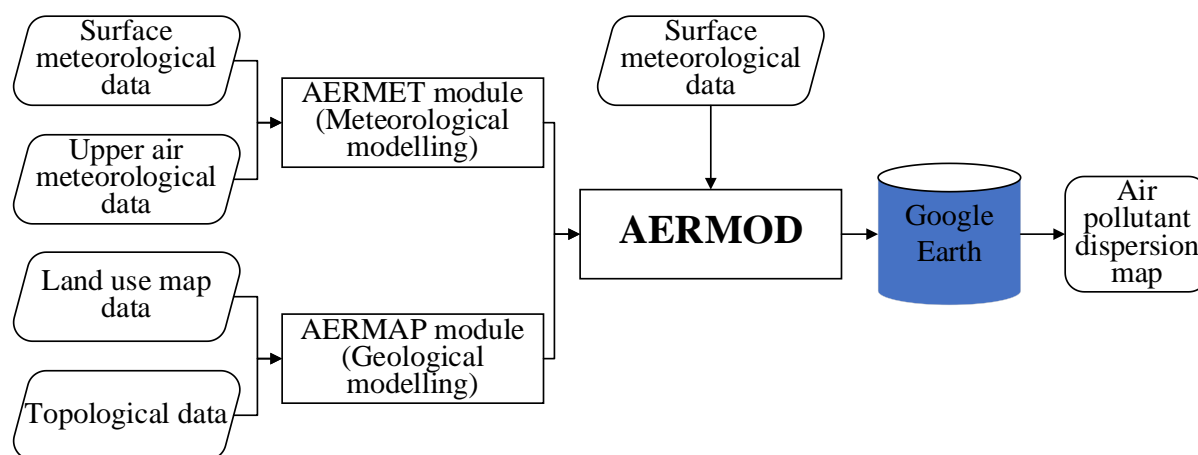 Surface
meteorological
data
Upper air
meteorological
data
Land use map
data
Topological data
AERMET module
(Meteorological
modelling)
AERMAP module
(Geological
modelling)
Surface
meteorological
data
AERMOD
Google
Earth
Air
pollutant
dispersion
map